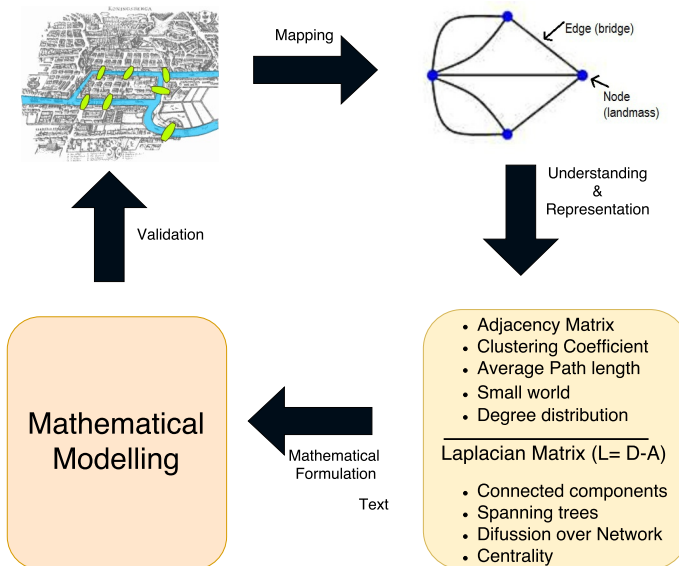 KONINGSBERGA
Mapping
Edge (bridge)
Node
(landmass)
Understanding
&
Representation
Validation
• Adjacency Matrix
• Clustering Coefficient
• Average Path length
• Small world
• Degree distribution
Laplacian Matrix (L= D-A)
• Connected components
• Spanning trees
• Difussion over Network
• Centrality
Mathematical
Formulation
Text
Mathematical
Modelling